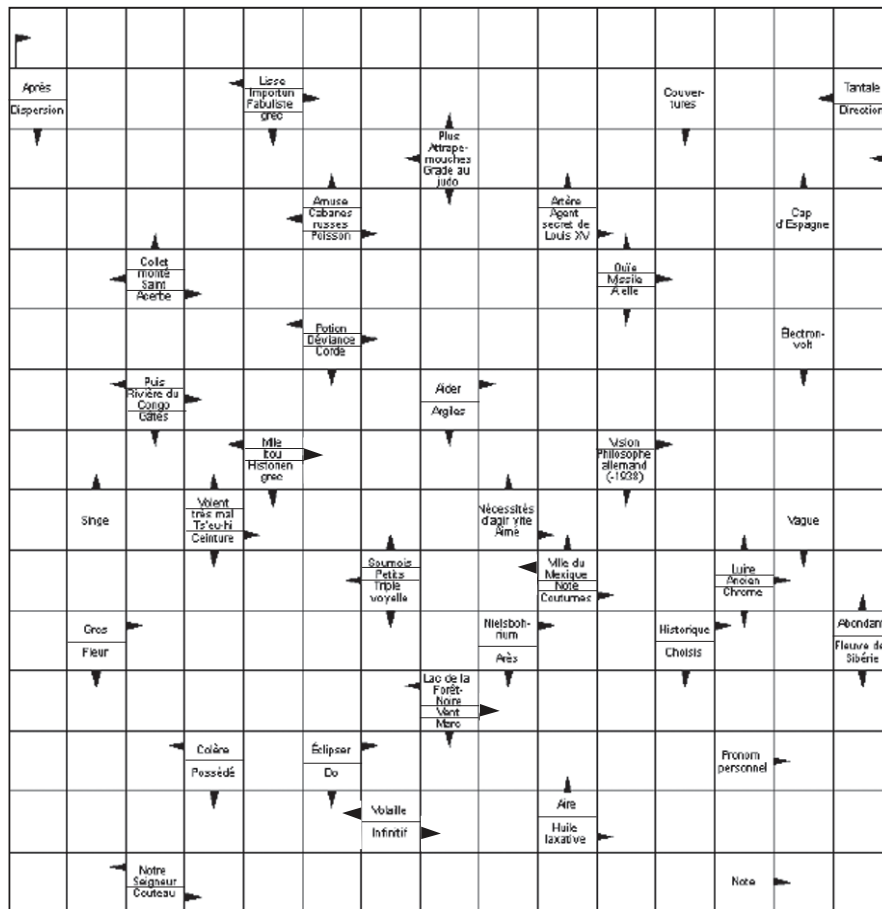 Après
Dispersion
Lisse
Importun
Fabuliste
grec
Couver-
tures
Tantale
Direction
Plus
Attrape-
mouches
Grade au
judo
Amuse
Cabanes
russes
Poisson
Artère
Agent
secret de
Louis XV
Cap
d'Espagne
Collet
monté
Saint
Acerbe
Ouïe
Missile
A elle
Potion
Déviance
Corde
Électron-
volt
Puis
Rivière du
Congo
Gâtés
Aider
Argiles
Mlle
Itou
Historien
grec
Vision
Philosophe
allemand
(-1938)
Singe
Volent
très mal
Ts'eu-hi
Ceinture
Nécessités
d'agir vite
Aimé
Vague
Sournois
Petits
Triple
voyelle
Ville du
Mexique
Note
Coutumes
Luire
Ancien
Chrome
Gros
Fleur
Nielsboh-
rium
Arès
Historique
Choisis
Abondant
Fleuve de
Sibérie
Lac de la
Forêt-
Noire
Vent
Marc
Colère
Possédé
Éclipser
Do
Pronom
personnel
Volaille
Infinitif
Aire
Huile
laxative
Notre
Seigneur
Couteau
Note